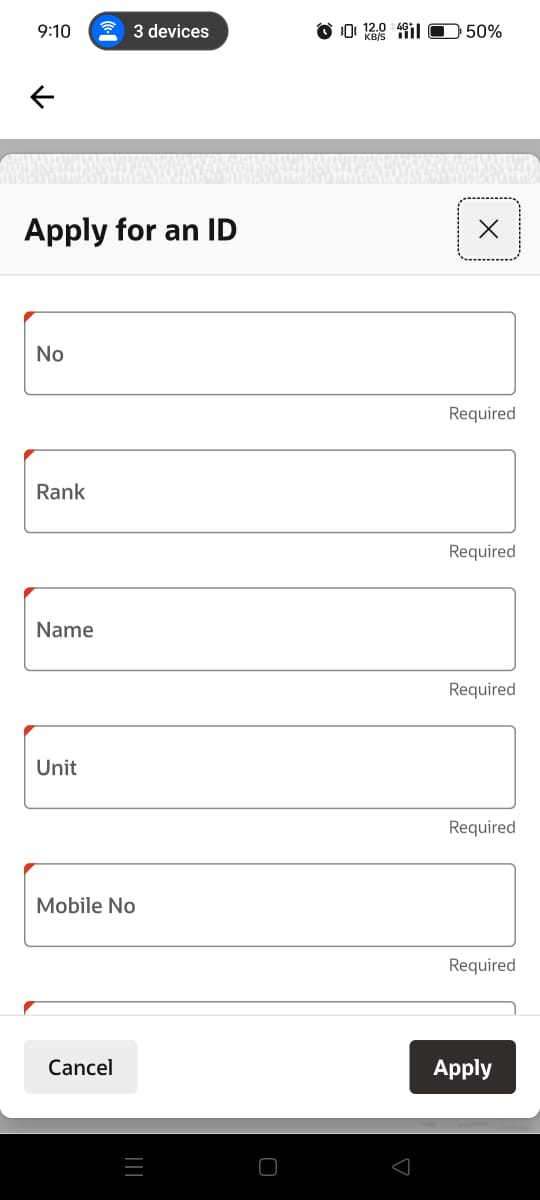 9:10 3 devices 12.0 KB/S 4G+ 50%
Apply for an ID
No
Required
Rank
Required
Name
Required
Unit
Required
Mobile No
Required
Cancel Apply